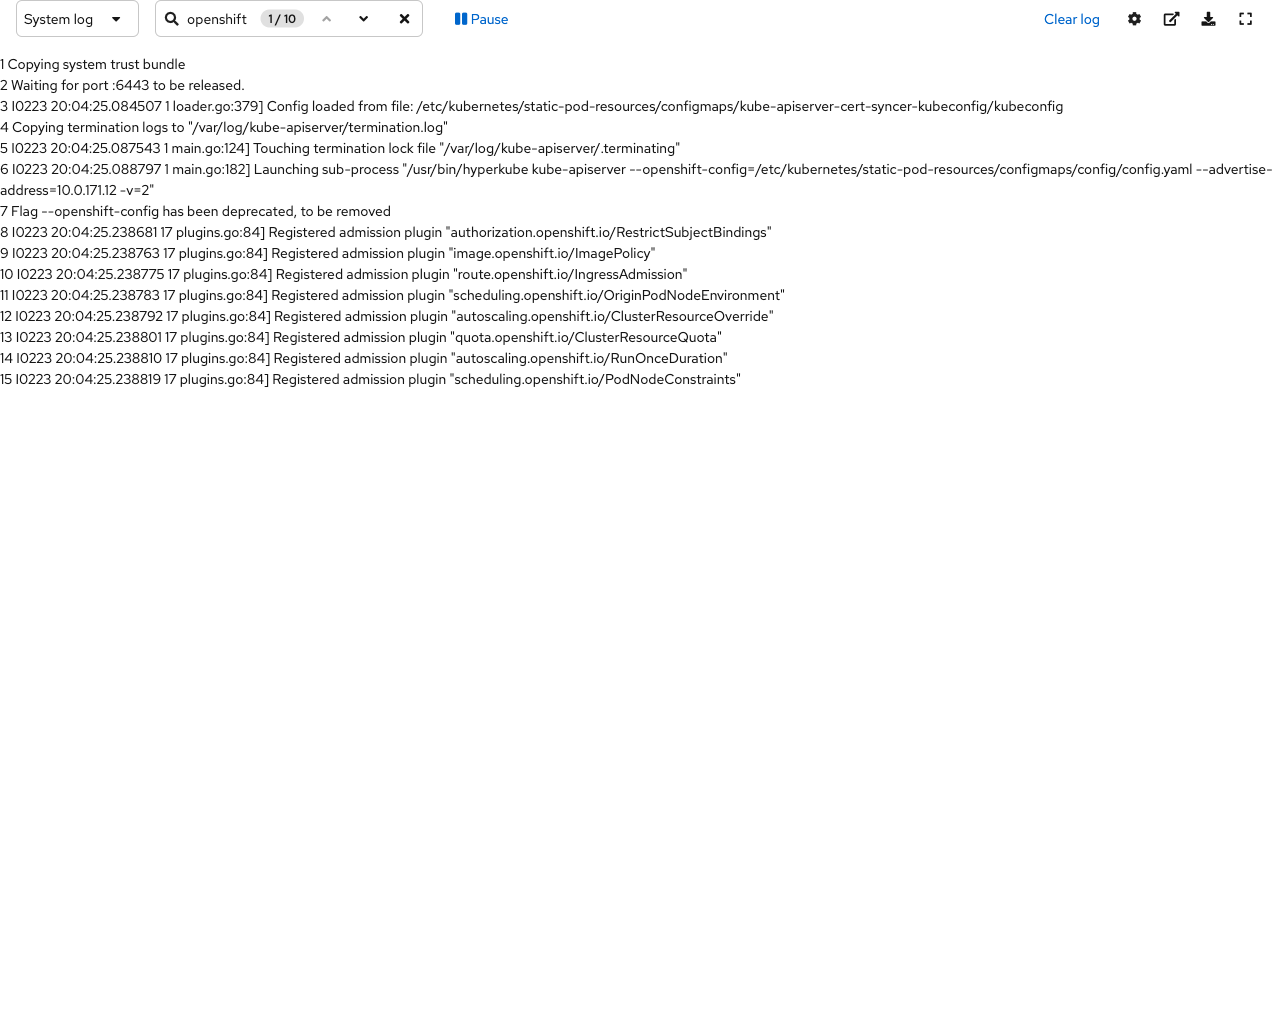 System log openshift 1 / 10 Pause Clear log
1 Copying system trust bundle
2 Waiting for port :6443 to be released.
3 I0223 20:04:25.084507 1 loader.go:379] Config loaded from file: /etc/kubernetes/static-pod-resources/configmaps/kube-apiserver-cert-syncer-kubeconfig/kubeconfig
4 Copying termination logs to "/var/log/kube-apiserver/termination.log"
5 I0223 20:04:25.087543 1 main.go:124] Touching termination lock file "/var/log/kube-apiserver/.terminating"
6 I0223 20:04:25.088797 1 main.go:182] Launching sub-process "/usr/bin/hyperkube kube-apiserver --openshift-config=/etc/kubernetes/static-pod-resources/configmaps/config/config.yaml --advertise-
address=10.0.171.12 -v=2"
7 Flag --openshift-config has been deprecated, to be removed
8 I0223 20:04:25.238681 17 plugins.go:84] Registered admission plugin "authorization.openshift.io/RestrictSubjectBindings"
9 I0223 20:04:25.238763 17 plugins.go:84] Registered admission plugin "image.openshift.io/ImagePolicy"
10 I0223 20:04:25.238775 17 plugins.go:84] Registered admission plugin "route.openshift.io/IngressAdmission"
11 I0223 20:04:25.238783 17 plugins.go:84] Registered admission plugin "scheduling.openshift.io/OriginPodNodeEnvironment"
12 I0223 20:04:25.238792 17 plugins.go:84] Registered admission plugin "autoscaling.openshift.io/ClusterResourceOverride"
13 I0223 20:04:25.238801 17 plugins.go:84] Registered admission plugin "quota.openshift.io/ClusterResourceQuota"
14 I0223 20:04:25.238810 17 plugins.go:84] Registered admission plugin "autoscaling.openshift.io/RunOnceDuration"
15 I0223 20:04:25.238819 17 plugins.go:84] Registered admission plugin "scheduling.openshift.io/PodNodeConstraints"